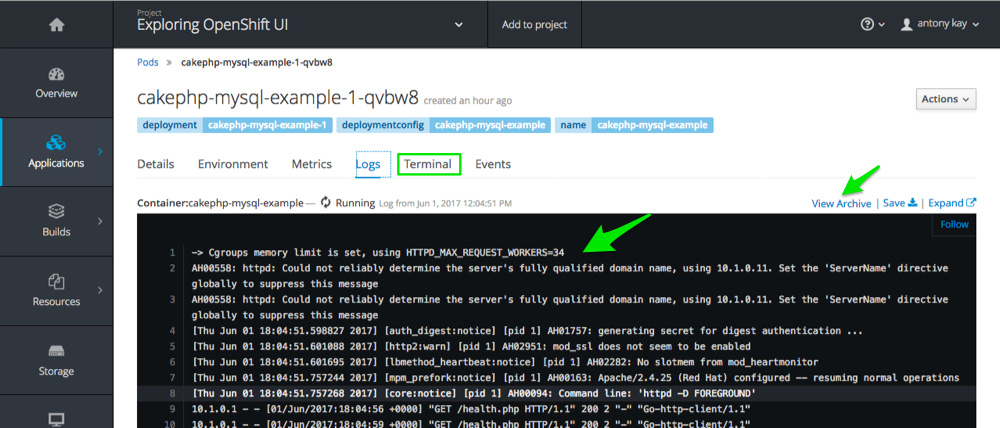 Project
Exploring OpenShift UI
Add to project
antony kay
Overview
Applications
Builds
Resources
Storage
Pods » cakephp-mysql-example-1-qvbw8
cakephp-mysql-example-1-qvbw8 created an hour ago
Actions
deployment cakephp-mysql-example-1 deploymentconfig cakephp-mysql-example name cakephp-mysql-example
Details Environment Metrics Logs Terminal Events
Container:cakephp-mysql-example — Running Log from Jun 1, 2017 12:04:51 PM
View Archive | Save | Expand
Follow
1 -> Cgroups memory limit is set, using HTTPD_MAX_REQUEST_WORKERS=34
2 AH00558: httpd: Could not reliably determine the server's fully qualified domain name, using 10.1.0.11. Set the 'ServerName' directive
globally to suppress this message
3 AH00558: httpd: Could not reliably determine the server's fully qualified domain name, using 10.1.0.11. Set the 'ServerName' directive
globally to suppress this message
4 [Thu Jun 01 18:04:51.598827 2017] [auth_digest:notice] [pid 1] AH01757: generating secret for digest authentication ...
5 [Thu Jun 01 18:04:51.601088 2017] [http2:warn] [pid 1] AH02951: mod_ssl does not seem to be enabled
6 [Thu Jun 01 18:04:51.601695 2017] [lbmethod_heartbeat:notice] [pid 1] AH02282: No slotmem from mod_heartmonitor
7 [Thu Jun 01 18:04:51.757244 2017] [mpm_prefork:notice] [pid 1] AH00163: Apache/2.4.25 (Red Hat) configured -- resuming normal operations
8 [Thu Jun 01 18:04:51.757268 2017] [core:notice] [pid 1] AH00094: Command line: 'httpd -D FOREGROUND'
9 10.1.0.1 - - [01/Jun/2017:18:04:56 +0000] "GET /health.php HTTP/1.1" 200 2 "-" "Go-http-client/1.1"
10 10.1.0.1 - - [01/Jun/2017:18:04:59 +0000] "GET /health.php HTTP/1.1" 200 2 "-" "Go-http-client/1.1"